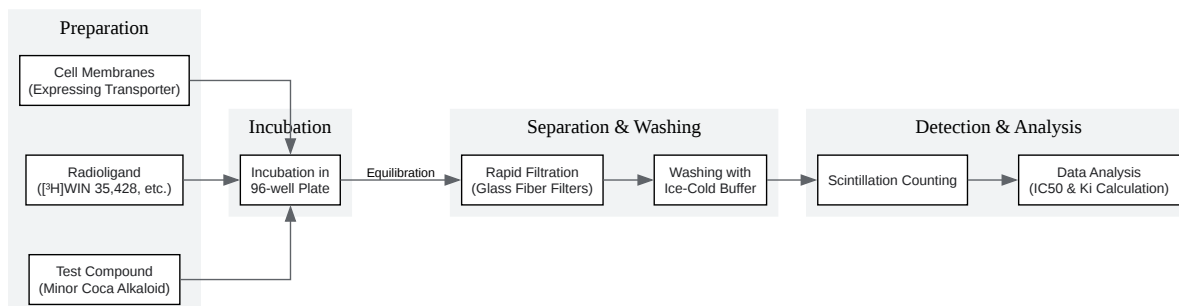 Preparation
Cell Membranes
(Expressing Transporter)
Radioligand
([³H]WIN 35,428, etc.)
Test Compound
(Minor Coca Alkaloid)
Incubation
Incubation in
96-well Plate
Equilibration
Separation & Washing
Rapid Filtration
(Glass Fiber Filters)
Washing with
Ice-Cold Buffer
Detection & Analysis
Scintillation Counting
Data Analysis
(IC50 & Ki Calculation)